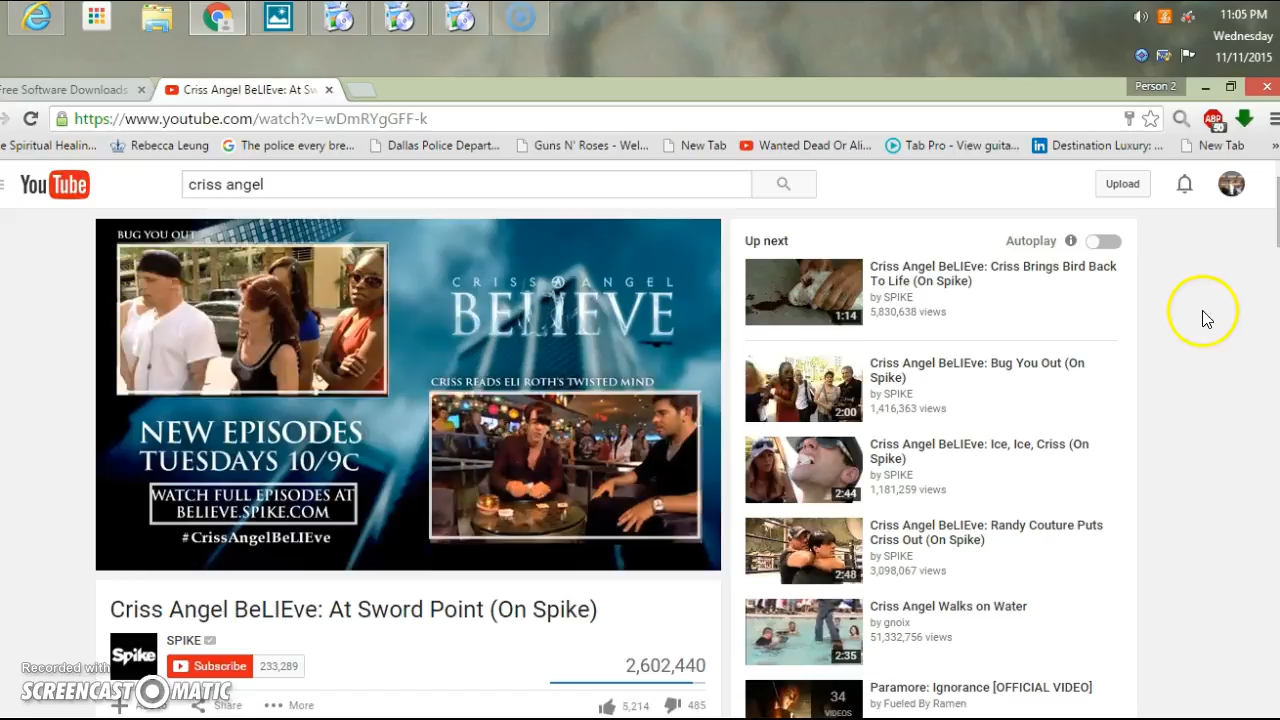 11:05 PM
Wednesday
11/11/2015
Free Software Downloads
Criss Angel BeLIEve: At Sw
Person 2
https://www.youtube.com/watch?v=wDmRYgGFF-k
ABP
50
e Spiritual Healin...
Rebecca Leung
The police every bre...
Dallas Police Depart...
Guns N' Roses - Wel...
New Tab
Wanted Dead Or Ali...
Tab Pro - View guita...
Destination Luxury: ...
New Tab
»
YouTube
criss angel
Upload
BUG YOU OUT
CRISS ANGEL
BELIEVE
CRISS READS ELI ROTH'S TWISTED MIND
NEW EPISODES
TUESDAYS 10/9C
WATCH FULL EPISODES AT
BELIEVE.SPIKE.COM
#CrissAngelBeLIEve
Up next
Autoplay
1:14
Criss Angel BeLIEve: Criss Brings Bird Back
To Life (On Spike)
by SPIKE
5,830,638 views
2:00
Criss Angel BeLIEve: Bug You Out (On
Spike)
by SPIKE
1,416,363 views
2:44
Criss Angel BeLIEve: Ice, Ice, Criss (On
Spike)
by SPIKE
1,181,259 views
2:48
Criss Angel BeLIEve: Randy Couture Puts
Criss Out (On Spike)
by SPIKE
3,098,067 views
2:35
Criss Angel Walks on Water
by gnoix
51,332,756 views
34
VIDEOS
Paramore: Ignorance [OFFICIAL VIDEO]
by Fueled By Ramen
Criss Angel BeLIEve: At Sword Point (On Spike)
Spike
SPIKE
Subscribe
233,289
2,602,440
Share
More
5,214
485
Recorded with
SCREENCAST-O-MATIC